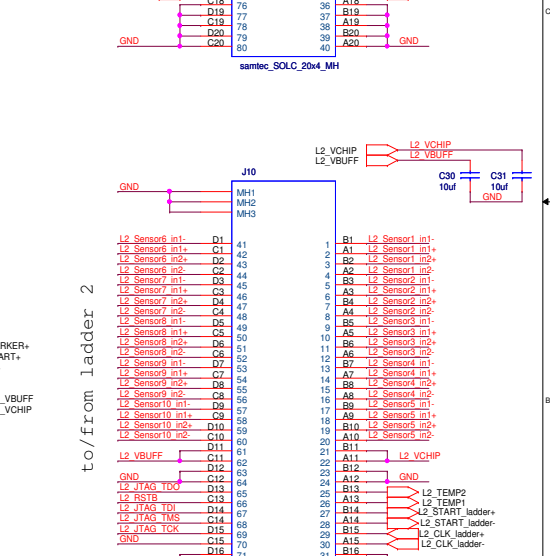 C18 76 36 A18
D19 77 37 B19
C19 78 38 A19
D20 79 39 B20
GND C20 80 40 A20 GND
samtec_SOLC_20x4_MH
C
L2_VCHIP L2_VCHIP
L2_VBUFF L2_VBUFF
C30 C31
10uf 10uf
GND
J10
GND MH1
MH2
MH3
L2_Sensor6_in1- D1 41 1 B1 L2_Sensor1_in1-
L2_Sensor6_in1+ C1 42 2 A1 L2_Sensor1_in1+
L2_Sensor6_in2+ D2 43 3 B2 L2_Sensor1_in2+
L2_Sensor6_in2- C2 44 4 A2 L2_Sensor1_in2-
L2_Sensor7_in1- D3 45 5 B3 L2_Sensor2_in1-
L2_Sensor7_in1+ C3 46 6 A3 L2_Sensor2_in1+
L2_Sensor7_in2+ D4 47 7 B4 L2_Sensor2_in2+
L2_Sensor7_in2- C4 48 8 A4 L2_Sensor2_in2-
L2_Sensor8_in1- D5 49 9 B5 L2_Sensor3_in1-
L2_Sensor8_in1+ C5 50 10 A5 L2_Sensor3_in1+
L2_Sensor8_in2+ D6 51 11 B6 L2_Sensor3_in2+
L2_Sensor8_in2- C6 52 12 A6 L2_Sensor3_in2-
L2_Sensor9_in1- D7 53 13 B7 L2_Sensor4_in1-
L2_Sensor9_in1+ C7 54 14 A7 L2_Sensor4_in1+
L2_Sensor9_in2+ D8 55 15 B8 L2_Sensor4_in2+
L2_Sensor9_in2- C8 56 16 A8 L2_Sensor4_in2-
L2_Sensor10_in1- D9 57 17 B9 L2_Sensor5_in1-
L2_Sensor10_in1+ C9 58 18 A9 L2_Sensor5_in1+
L2_Sensor10_in2+ D10 59 19 B10 L2_Sensor5_in2+
L2_Sensor10_in2- C10 60 20 A10 L2_Sensor5_in2-
D11 61 21 B11
L2_VBUFF C11 62 22 A11 L2_VCHIP
D12 63 23 B12
GND C12 64 24 A12 GND
L2_JTAG_TDO D13 65 25 B13 L2_TEMP2
L2_RSTB C13 66 26 A13 L2_TEMP1
L2_JTAG_TDI D14 67 27 B14 L2_START_ladder+
L2_JTAG_TMS C14 68 28 A14 L2_START_ladder-
L2_JTAG_TCK D15 69 29 B15 L2_CLK_ladder+
GND C15 70 30 A15 L2_CLK_ladder-
D16 71 31 B16
to/from ladder 2
RKER+
ART+
_VBUFF
_VCHIP
B